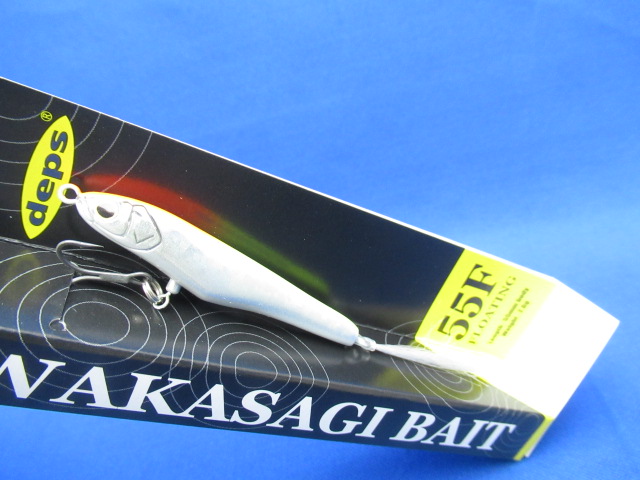 deps®
55F
FLOATING
WAKASAGI BAIT